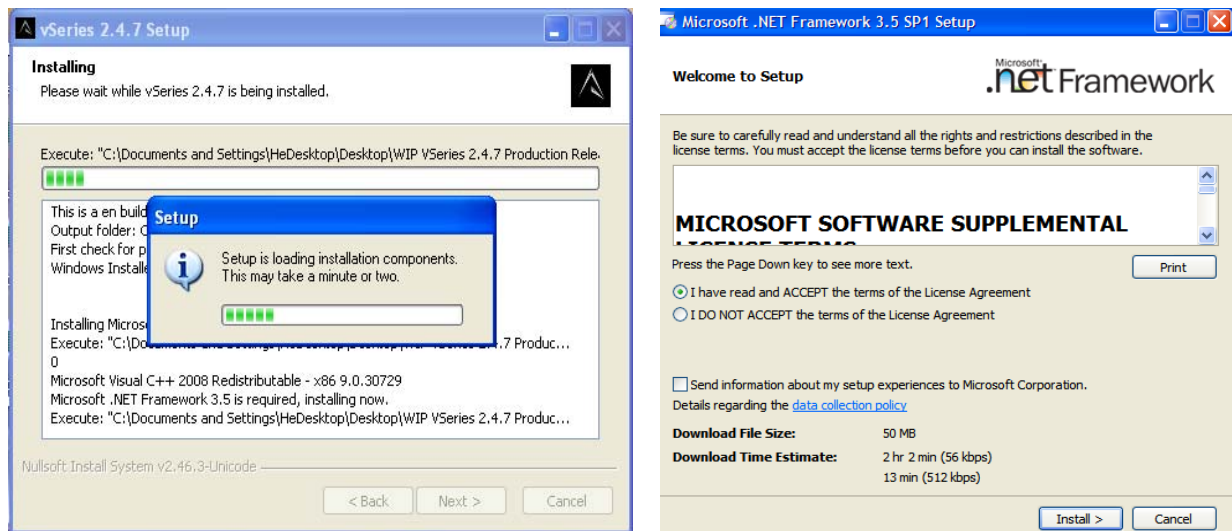 vSeries 2.4.7 Setup
Installing
Please wait while vSeries 2.4.7 is being installed.
Execute: "C:\Documents and Settings\HeDesktop\Desktop\WIP VSeries 2.4.7 Production Rele
This is a en build
Output folder: C
First check for p
Windows Installe
Installing Micros
Execute: "C:\Do 4.7 Produc...
0
Microsoft Visual C++ 2008 Redistributable - x86 9.0.30729
Microsoft .NET Framework 3.5 is required, installing now.
Execute: "C:\Documents and Settings\HeDesktop\Desktop\WIP VSeries 2.4.7 Produc...
Setup
Setup is loading installation components.
This may take a minute or two.
Nullsoft Install System v2.46.3-Unicode
< Back
Next >
Cancel
Microsoft .NET Framework 3.5 SP1 Setup
Welcome to Setup
Microsoft
.net Framework
Be sure to carefully read and understand all the rights and restrictions described in the
license terms. You must accept the license terms before you can install the software.
MICROSOFT SOFTWARE SUPPLEMENTAL
LICENSE TERMS
Press the Page Down key to see more text.
Print
I have read and ACCEPT the terms of the License Agreement
I DO NOT ACCEPT the terms of the License Agreement
Send information about my setup experiences to Microsoft Corporation.
Details regarding the data collection policy
Download File Size: 50 MB
Download Time Estimate: 2 hr 2 min (56 kbps)
13 min (512 kbps)
Install >
Cancel